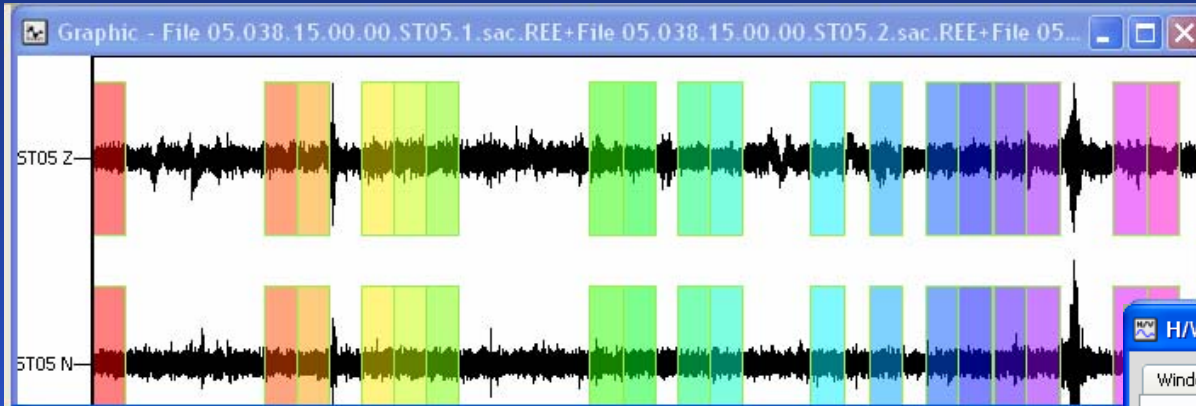 Graphic - File 05.038.15.00.00.ST05.1.sac.REE+File 05.038.15.00.00.ST05.2.sac.REE+File 05...
ST05 Z
ST05 N
H/V